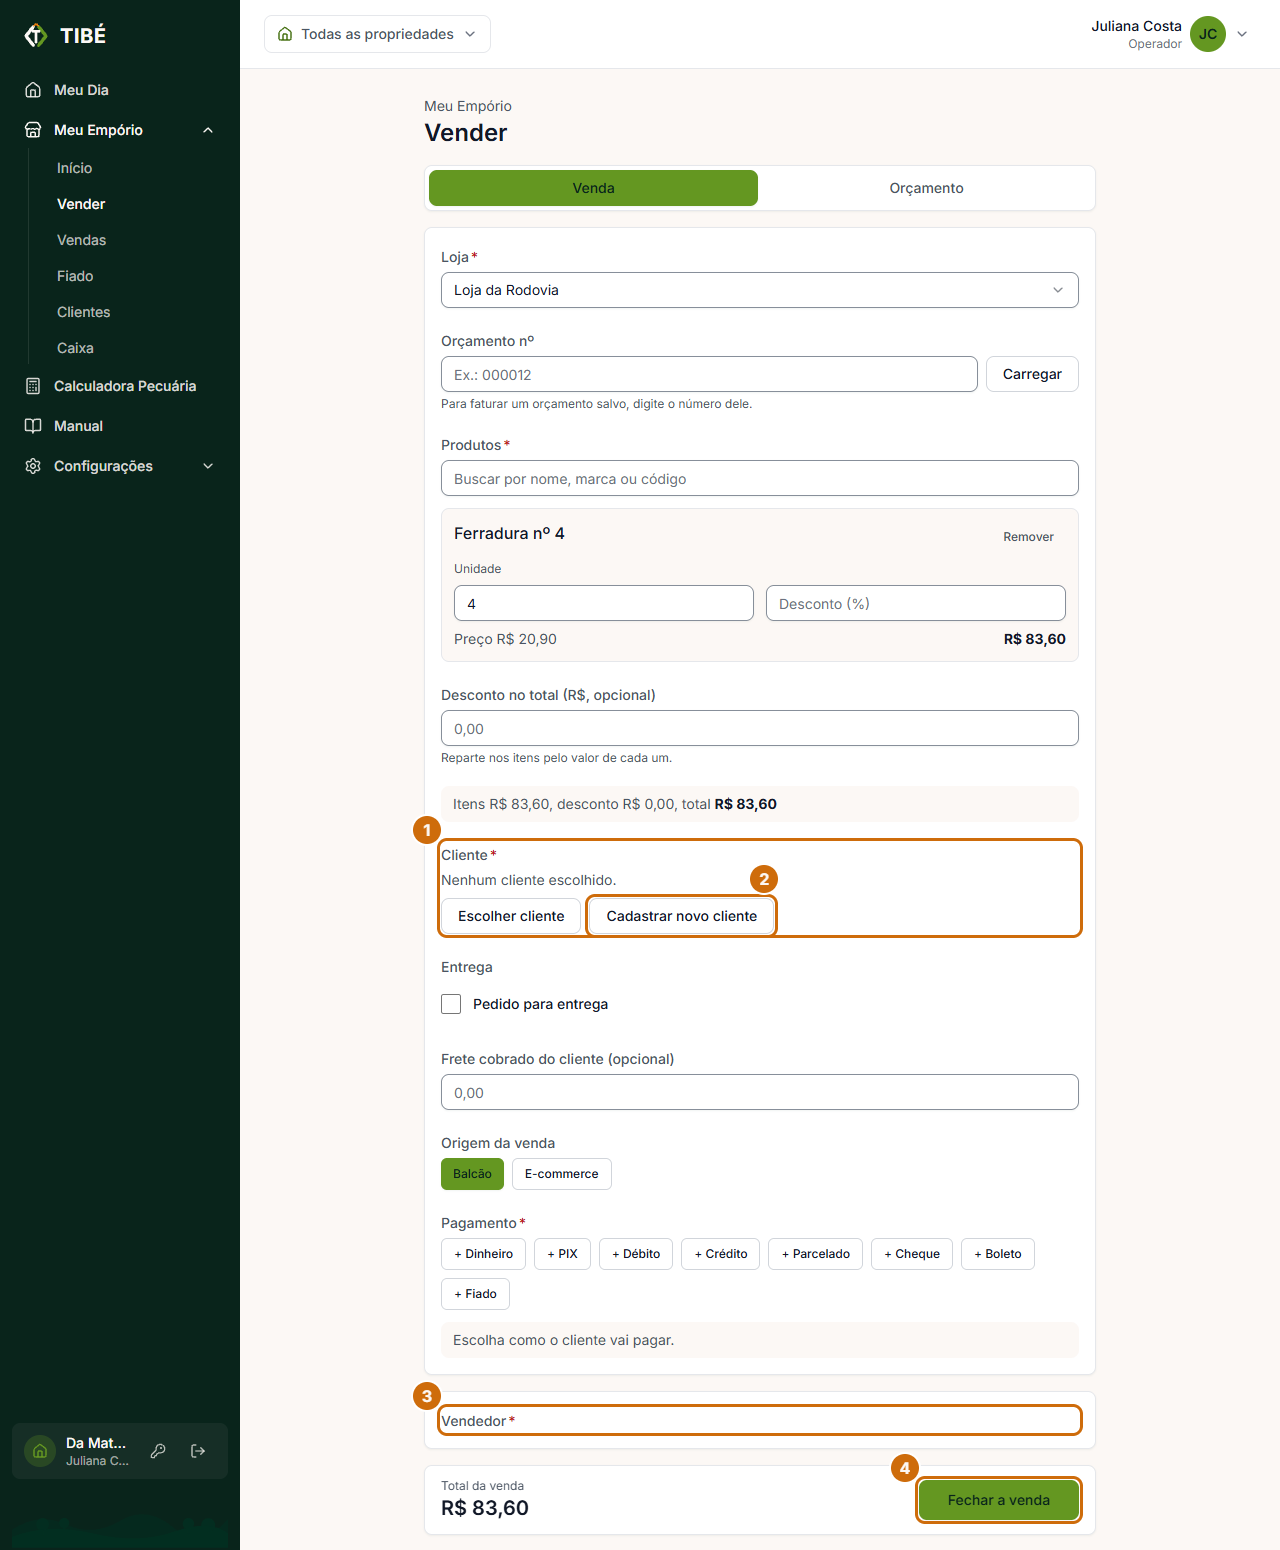 TIBÉ
Todas as propriedades
Juliana Costa
Operador
JC
Meu Dia
Meu Empório
Início
Vender
Vendas
Fiado
Clientes
Caixa
Calculadora Pecuária
Manual
Configurações
Da Mat...
Juliana C...
Meu Empório
Vender
Venda
Orçamento
Loja*
Loja da Rodovia
Orçamento nº
Ex.: 000012
Carregar
Para faturar um orçamento salvo, digite o número dele.
Produtos*
Buscar por nome, marca ou código
Ferradura nº 4
Remover
Unidade
4
Desconto (%)
Preço R$ 20,90
R$ 83,60
Desconto no total (R$, opcional)
0,00
Reparte nos itens pelo valor de cada um.
Itens R$ 83,60, desconto R$ 0,00, total R$ 83,60
1
Cliente*
Nenhum cliente escolhido.
2
Escolher cliente
Cadastrar novo cliente
Entrega
Pedido para entrega
Frete cobrado do cliente (opcional)
0,00
Origem da venda
Balcão
E-commerce
Pagamento*
+ Dinheiro
+ PIX
+ Débito
+ Crédito
+ Parcelado
+ Cheque
+ Boleto
+ Fiado
Escolha como o cliente vai pagar.
3
Vendedor*
4
Total da venda
R$ 83,60
Fechar a venda